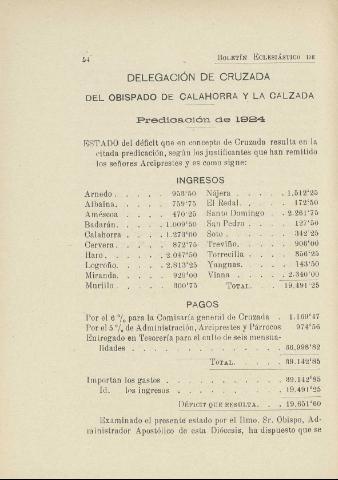 54 BOLETÍN ECLESIÁSTICO DE
DELEGACIÓN DE CRUZADA
DEL OBISPADO DE CALAHORRA Y LA CALZADA
Predicación de 1924
ESTADO del déficit que en concepto de Cruzada resulta en la
citada predicación, según los justificantes que han remitido
los señores Arciprestes y es como sigue:
INGRESOS
Arnedo . . . . . 953'50 Nájera . . . . . 1.512'25
Albaina . . . . . 759'75 El Redal . . . . . 172'50
Améscoa . . . . . 470'25 Santo Domingo . . . 2.261'75
Badarán . . . . . 1.009'50 San Pedro . . . . 127'50
Calahorra . . . . 1.273'00 Soto . . . . . 342'25
Cervera . . . . . 872'75 Treviño . . . . . 906'00
Haro . . . . . 2.047'50 Torrecilla . . . . 856'25
Logroño . . . . . 2.813'25 Vanguas . . . . . 143'50
Miranda . . . . . 929'00 Viana . . . . . 2.340'00
Murillo . . . . . 300'75 TOTAL . . . . 19.491'25
PAGOS
Por el 6 % para la Comisaría general de Cruzada . 1.169'47
Por el 5 % de Administración, Arciprestes y Párrocos 974'56
Entregado en Tesorería para el culto de seis mensua-
lidades . . . . . . . . . . 36.998'82
TOTAL . . . . 39.142'85
Importan los gastos . . . . . . . . 39.142'85
Id. los ingresos . . . . . . . . 19.491'25
DÉFICIT QUE RESULTA . . . 19.651'60
Examinado el presente estado por el Ilmo. Sr. Obispo, Ad-
ministrador Apostólico de esta Diócesis, ha dispuesto que se